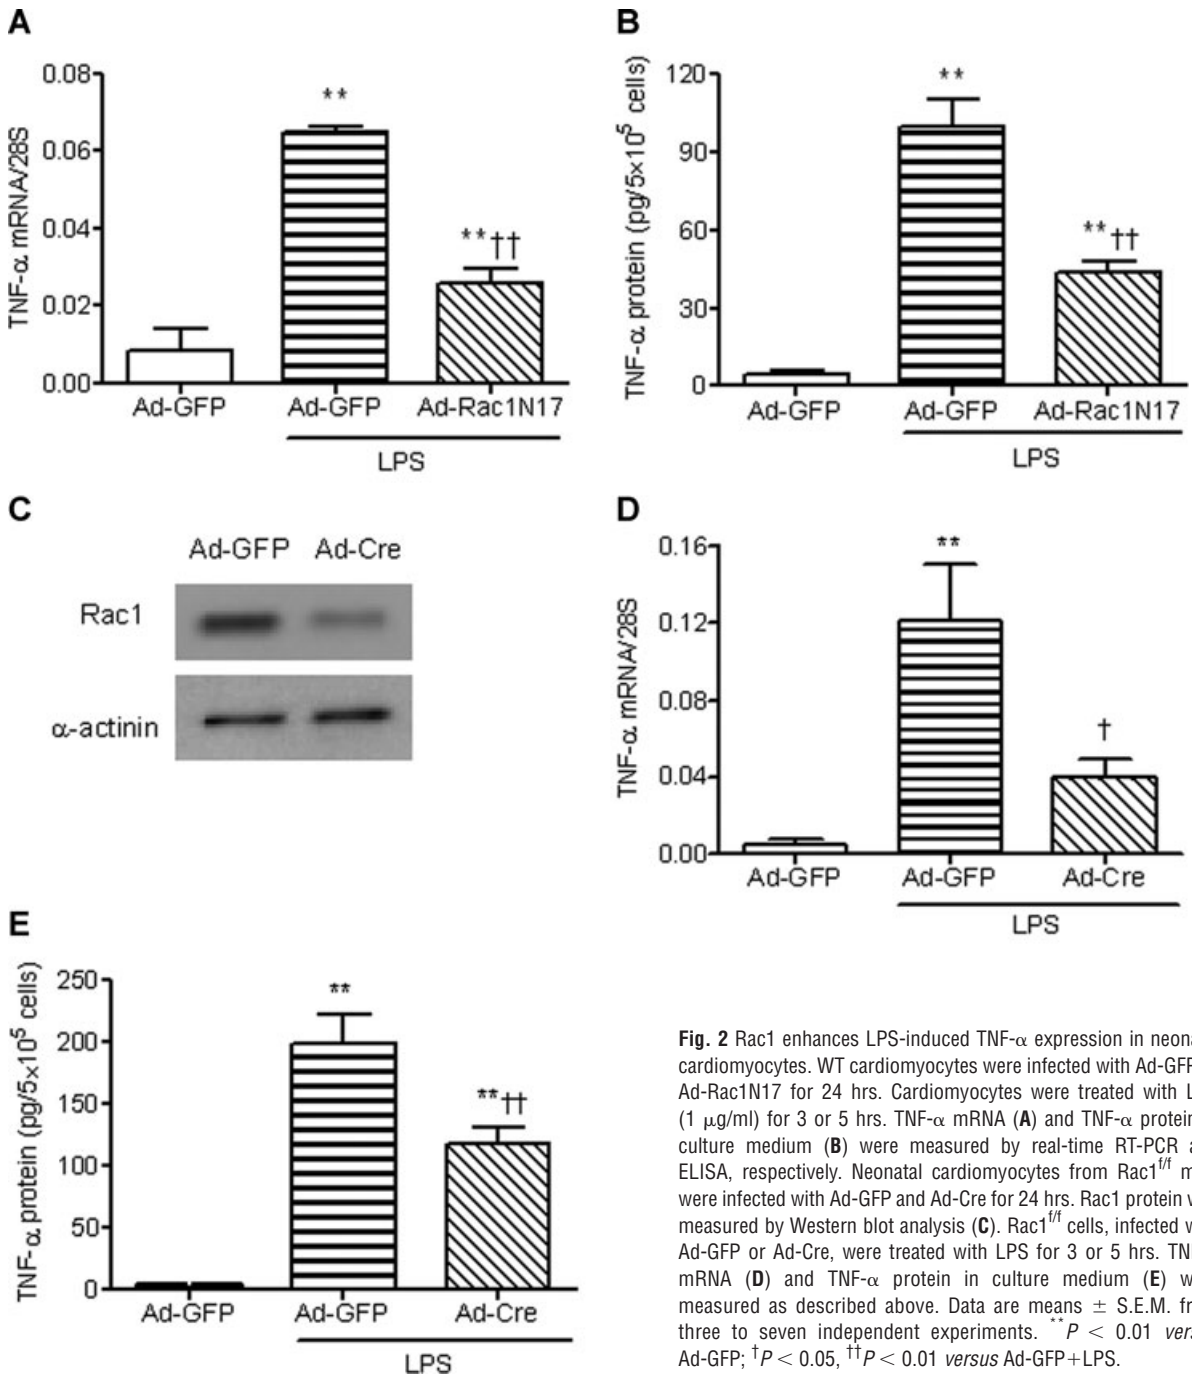 A
TNF-α mRNA/28S
0.08
0.06
0.04
0.02
0.00
**
**††
Ad-GFP Ad-GFP Ad-Rac1N17
LPS
B
TNF-α protein (pg/5×10⁵ cells)
120
90
60
30
0
**
**††
Ad-GFP Ad-GFP Ad-Rac1N17
LPS
C
Ad-GFP Ad-Cre
Rac1
α-actinin
D
TNF-α mRNA/28S
0.16
0.12
0.08
0.04
0.00
**
†
Ad-GFP Ad-GFP Ad-Cre
LPS
E
TNF-α protein (pg/5×10⁵ cells)
250
200
150
100
50
0
**
**††
Ad-GFP Ad-GFP Ad-Cre
LPS
Fig. 2 Rac1 enhances LPS-induced TNF-α expression in
cardiomyocytes. WT cardiomyocytes were infected with Ad-GFP
Ad-Rac1N17 for 24 hrs. Cardiomyocytes were treated with
(1 μg/ml) for 3 or 5 hrs. TNF-α mRNA (A) and TNF-α protein
culture medium (B) were measured by real-time RT-PCR
ELISA, respectively. Neonatal cardiomyocytes from Rac1ᶠ/ᶠ
were infected with Ad-GFP and Ad-Cre for 24 hrs. Rac1 protein
measured by Western blot analysis (C). Rac1ᶠ/ᶠ cells, infected
Ad-GFP or Ad-Cre, were treated with LPS for 3 or 5 hrs.
mRNA (D) and TNF-α protein in culture medium (E)
measured as described above. Data are means ± S.E.M.
three to seven independent experiments. **P < 0.01
Ad-GFP; †P < 0.05, ††P < 0.01 versus Ad-GFP+LPS.